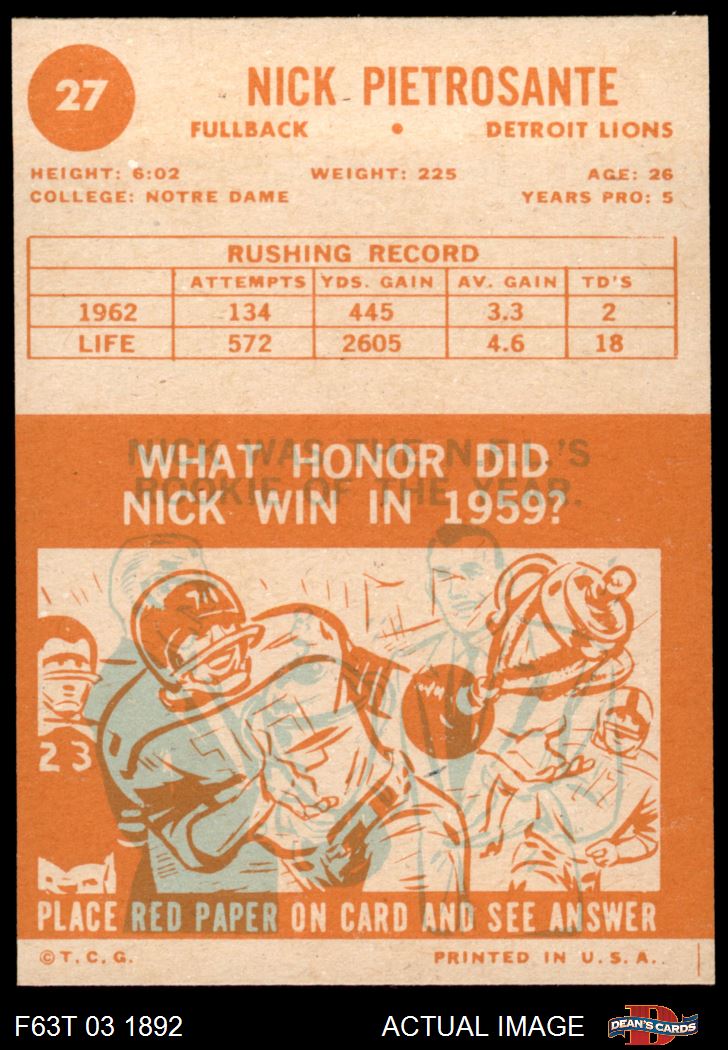 27
NICK PIETROSANTE
FULLBACK • DETROIT LIONS
HEIGHT: 6:02 WEIGHT: 225 AGE: 26
COLLEGE: NOTRE DAME YEARS PRO: 5
RUSHING RECORD
ATTEMPTS YDS. GAIN AV. GAIN TD'S
1962 134 445 3.3 2
LIFE 572 2605 4.6 18
NICK WAS THE N.F.L.'S
WHAT HONOR DID
ROOKIE OF THE YEAR.
NICK WIN IN 1959?
23
PLACE RED PAPER ON CARD AND SEE ANSWER
©T.C.G. PRINTED IN U.S.A.
F63T 03 1892 ACTUAL IMAGE DEAN'S CARDS